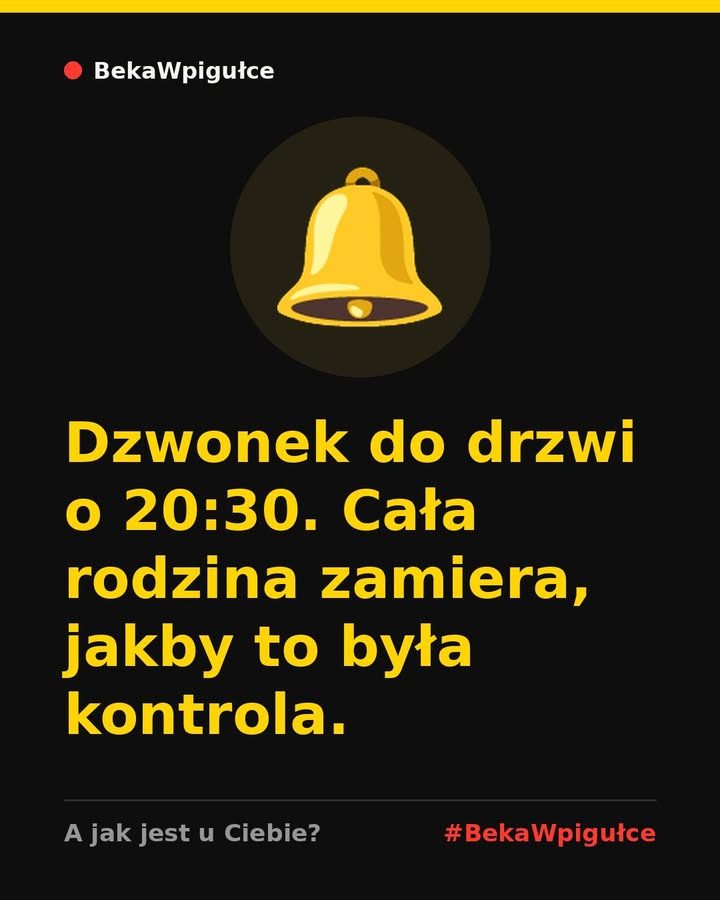 BekaWpigułce
Dzwonek do drzwi
o 20:30. Cała
rodzina zamiera,
jakby to była
kontrola.
A jak jest u Ciebie?
#BekaWpigułce